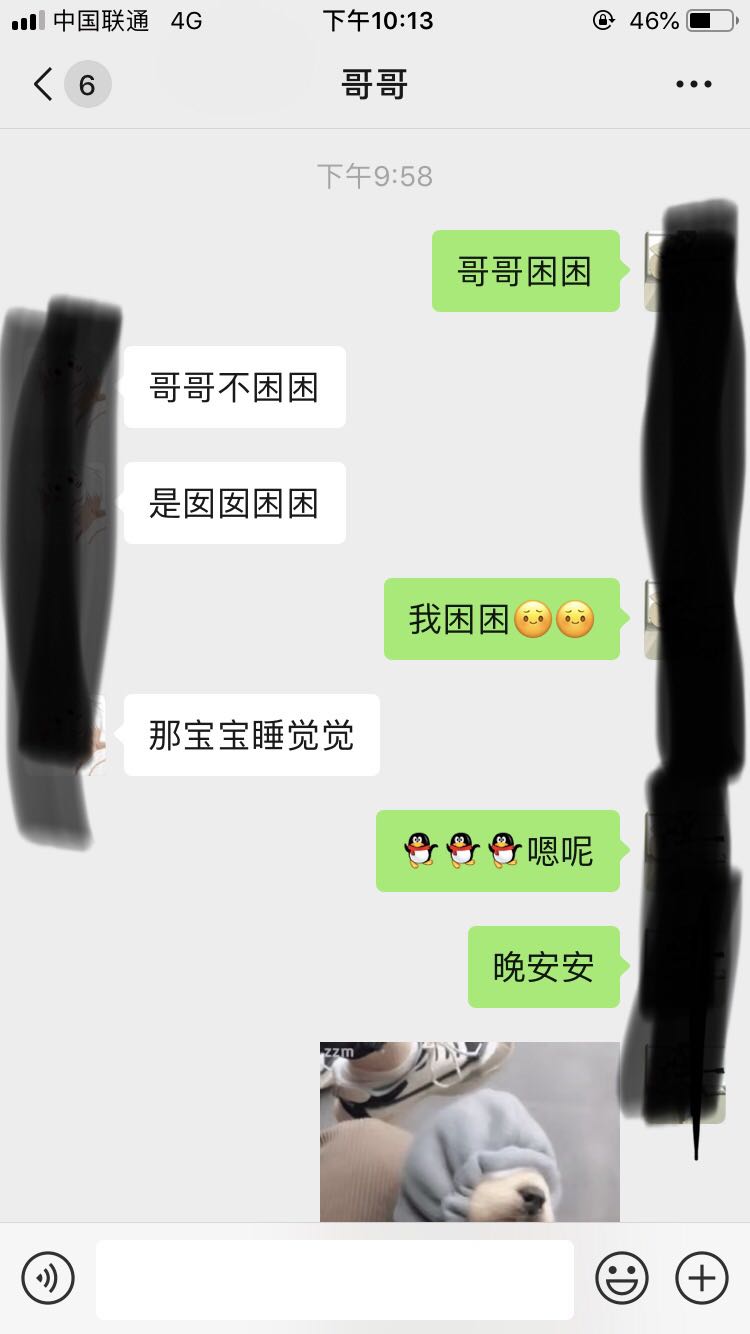 中国联通 4G 下午10:13 46%
6 哥哥
下午9:58
哥哥困困
哥哥不困困
是囡囡困困
我困困
那宝宝睡觉觉
嗯呢
晚安安
zzm